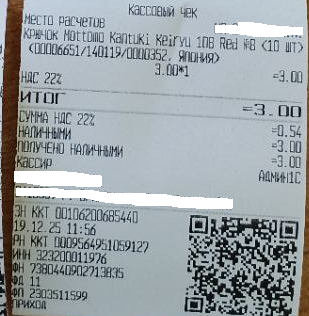 Кассовый чек
Место расчетов
Крючок Mottomo Kantuki Keiryu 10B Red #8 <10 шт>
(00006651/140119/0000352, Япония)
3.00*1
НДС 22% =3.00
ИТОГ =3.00
СУММА НДС 22% =0.54
НАЛИЧНЫМИ =3.00
ПОЛУЧЕНО НАЛИЧНЫМИ =3.00
КАССИР Админ1С
ЗН ККТ 00106200685440
19.12.25 11:56
РН ККТ 0009564951059127
ИНН 323200011976
ФН 7380440902713835
ФД 11
ФП 2303511599
ПРИХОД